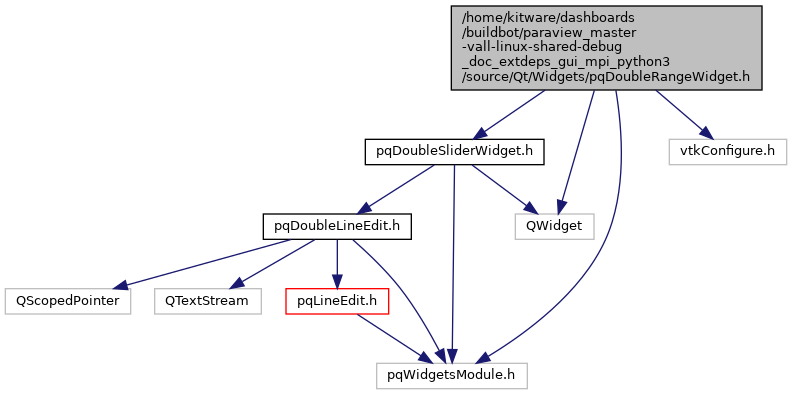 /home/kitware/dashboards
/buildbot/paraview_master
-vall-linux-shared-debug
_doc_extdeps_gui_mpi_python3
/source/Qt/Widgets/pqDoubleRangeWidget.h
pqDoubleSliderWidget.h
vtkConfigure.h
pqDoubleLineEdit.h
QWidget
QScopedPointer
QTextStream
pqLineEdit.h
pqWidgetsModule.h